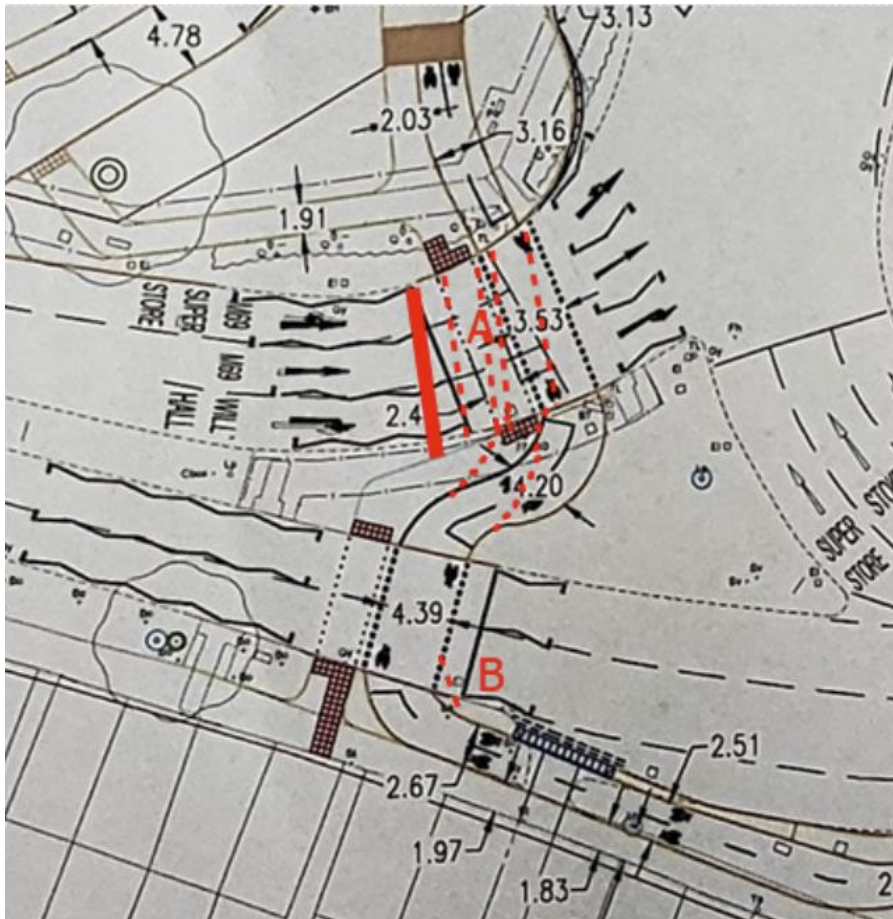 4.78
3.13
2.03
3.16
1.91
SUPER
STORE
M69
M69
WILL'
HALL
A
3.53
2.4
4.20
SUPER STO
STORE
4.39
B
2.51
2.67
1.97
1.83
2